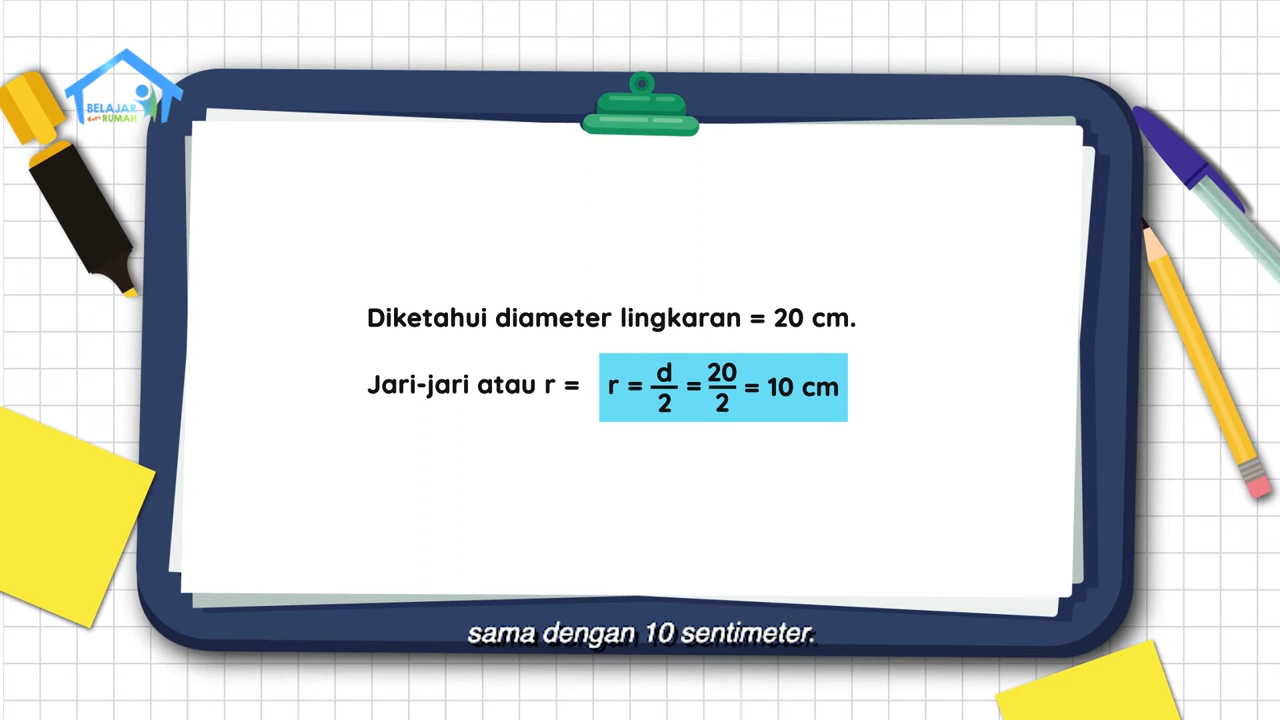 BELAJAR
dari RUMAH
Diketahui diameter lingkaran = 20 cm.
Jari-jari atau r = r = d/2 = 20/2 = 10 cm
sama dengan 10 sentimeter.